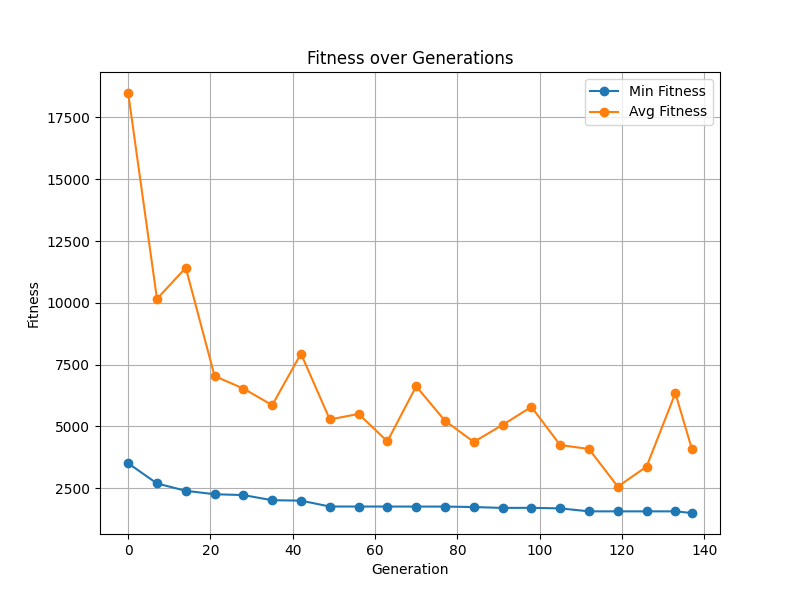 Fitness over Generations
Min Fitness
Avg Fitness
17500
15000
12500
10000
7500
5000
2500
Fitness
0 20 40 60 80 100 120 140
Generation